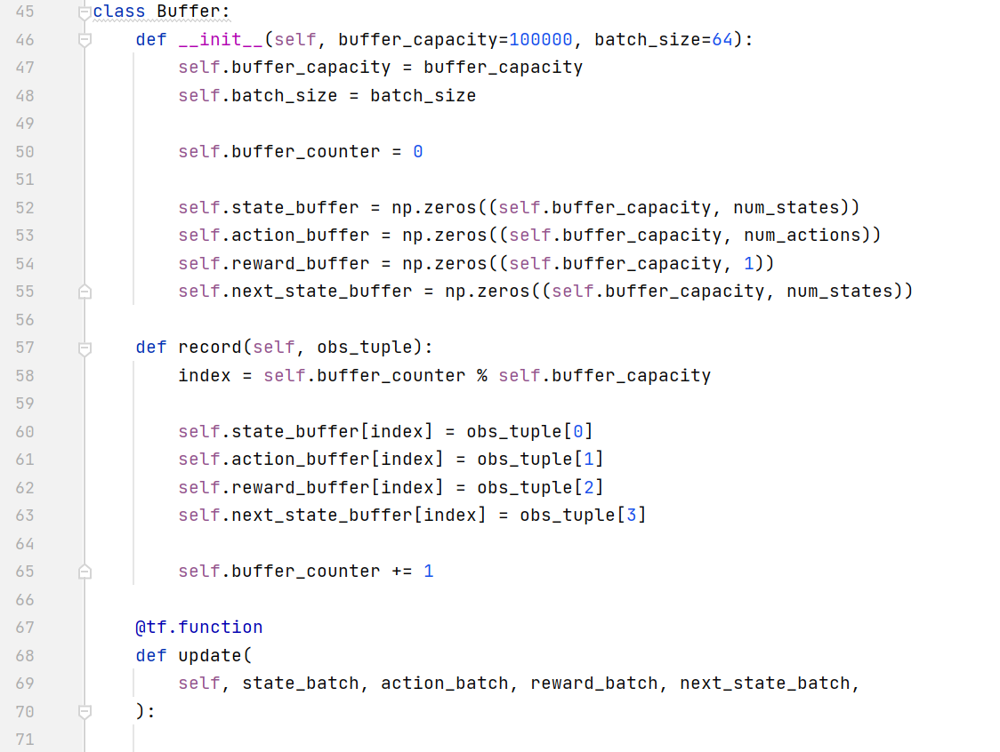 45 class Buffer:
46     def __init__(self, buffer_capacity=100000, batch_size=64):
47         self.buffer_capacity = buffer_capacity
48         self.batch_size = batch_size
49
50         self.buffer_counter = 0
51
52         self.state_buffer = np.zeros((self.buffer_capacity, num_states))
53         self.action_buffer = np.zeros((self.buffer_capacity, num_actions))
54         self.reward_buffer = np.zeros((self.buffer_capacity, 1))
55         self.next_state_buffer = np.zeros((self.buffer_capacity, num_states))
56
57     def record(self, obs_tuple):
58         index = self.buffer_counter % self.buffer_capacity
59
60         self.state_buffer[index] = obs_tuple[0]
61         self.action_buffer[index] = obs_tuple[1]
62         self.reward_buffer[index] = obs_tuple[2]
63         self.next_state_buffer[index] = obs_tuple[3]
64
65         self.buffer_counter += 1
66
67     @tf.function
68     def update(
69         self, state_batch, action_batch, reward_batch, next_state_batch,
70     ):
71